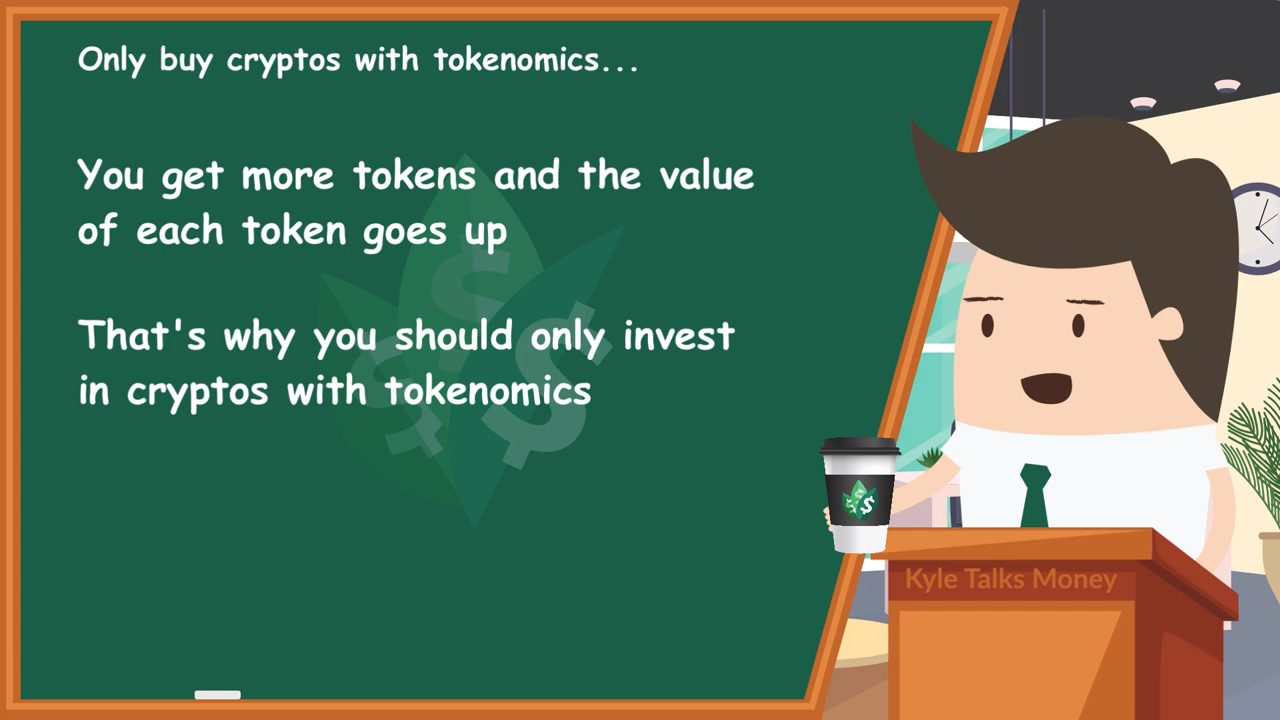 Only buy cryptos with tokenomics...
You get more tokens and the value
of each token goes up
That's why you should only invest
in cryptos with tokenomics
Kyle Talks Money